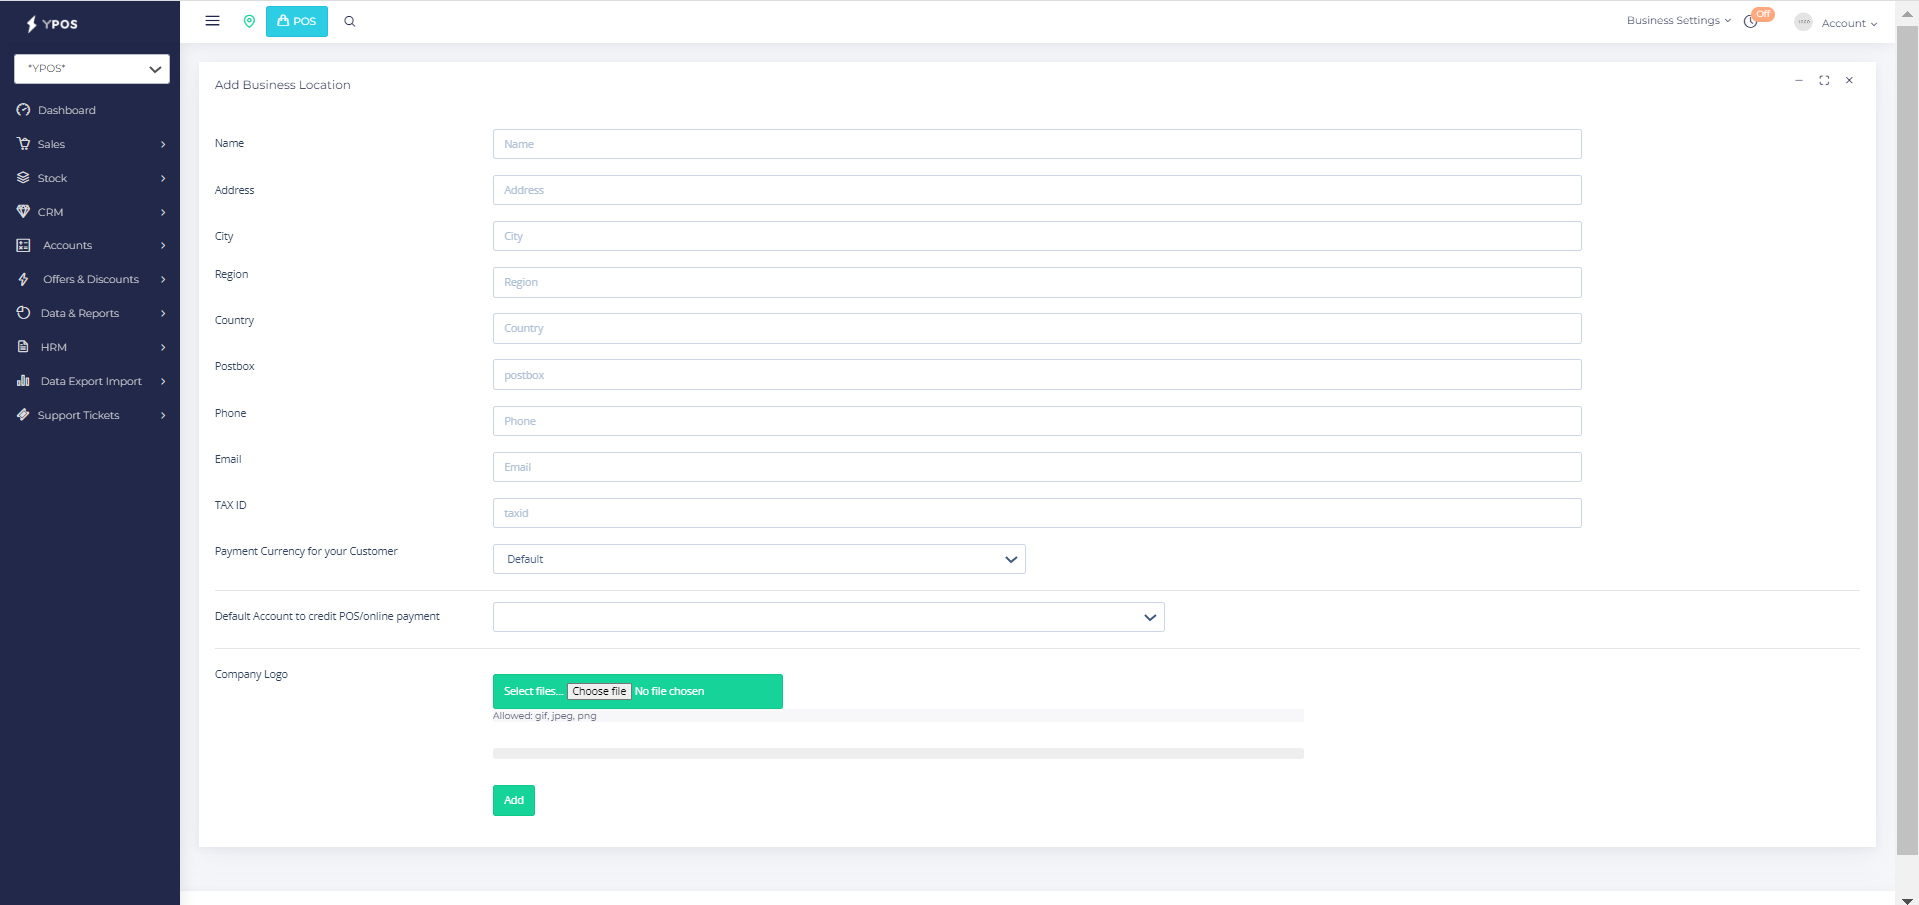 YPOS
POS
Business Settings
Off
Account
*YPOS*
Dashboard
Sales
Stock
CRM
Accounts
Offers & Discounts
Data & Reports
HRM
Data Export Import
Support Tickets
Add Business Location
Name
Name
Address
Address
City
City
Region
Region
Country
Country
Postbox
postbox
Phone
Phone
Email
Email
TAX ID
taxid
Payment Currency for your Customer
Default
Default Account to credit POS/online payment
Company Logo
Select files... Choose file No file chosen
Allowed: gif, jpeg, png
Add